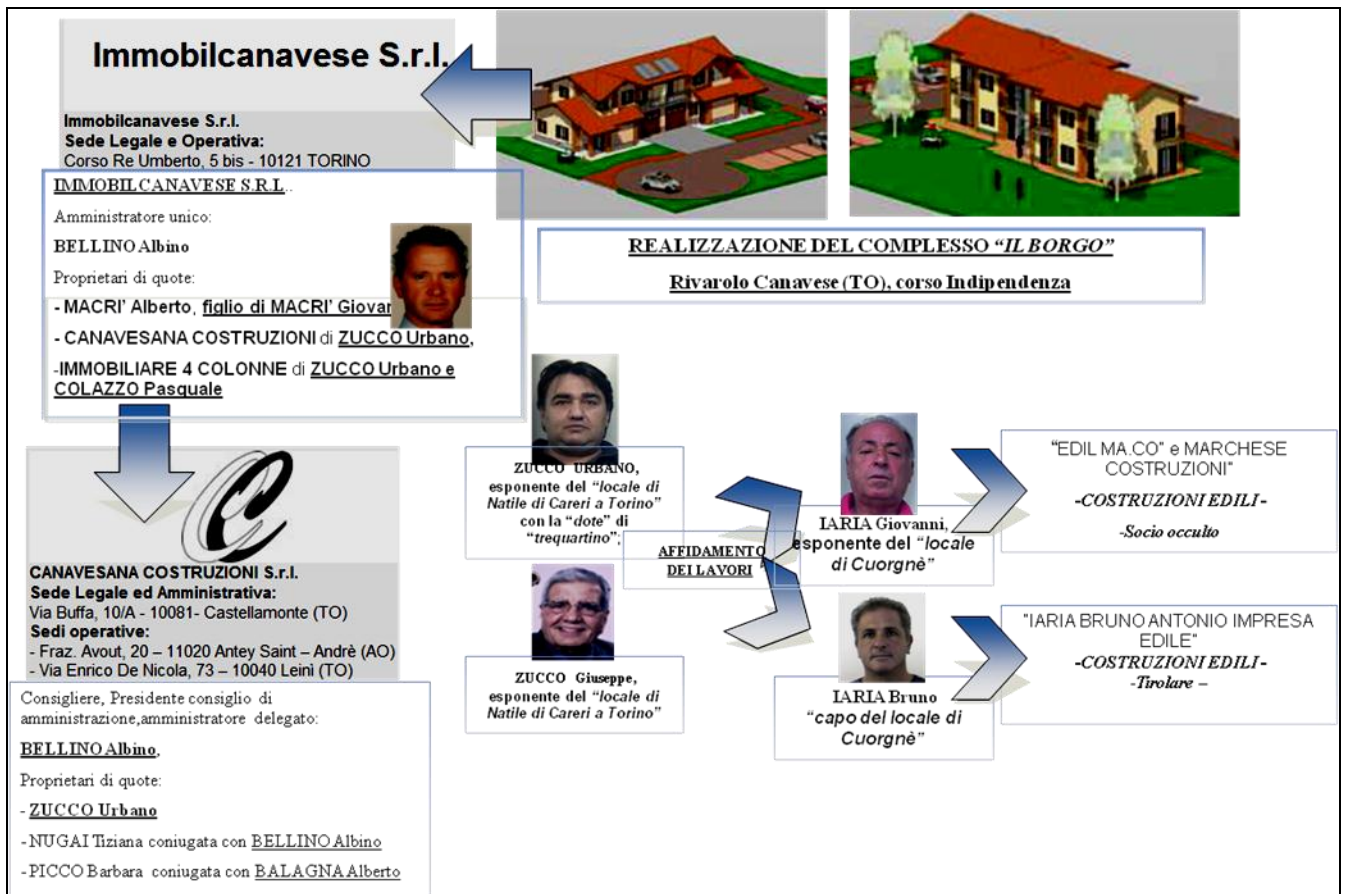 Immobilcanavese S.r.l.
Immobilcanavese S.r.l.
Sede Legale e Operativa:
Corso Re Umberto, 5 bis - 10121 TORINO
IMMOBILCANAVESE S.R.L..
Amministratore unico:
BELLINO Albino
Proprietari di quote:
- MACRI' Alberto, figlio di MACRI' Giovan
- CANAVESANA COSTRUZIONI di ZUCCO Urbano,
-IMMOBILIARE 4 COLONNE di ZUCCO Urbano e
COLAZZO Pasquale
REALIZZAZIONE DEL COMPLESSO "IL BORGO"
Rivarolo Canavese (TO), corso Indipendenza
CANAVESANA COSTRUZIONI S.r.l.
Sede Legale ed Amministrativa:
Via Buffa, 10/A - 10081- Castellamonte (TO)
Sedi operative:
- Fraz. Avout, 20 – 11020 Antey Saint – Andrè (AO)
- Via Enrico De Nicola, 73 – 10040 Leinì (TO)
Consigliere, Presidente consiglio di
amministrazione,amministratore delegato:
BELLINO Albino,
Proprietari di quote:
- ZUCCO Urbano
-NUGAI Tiziana coniugata con BELLINO Albino
-PICCO Barbara coniugata con BALAGNA Alberto
ZUCCO URBANO,
esponente del "locale di
Natile di Careri a Torino"
con la "dote" di
"trequartino";
ZUCCO Giuseppe,
esponente del "locale di
Natile di Careri a Torino"
AFFIDAMENTO
DEI LAVORI
IARIA Giovanni,
esponente del "locale
di Cuorgnè"
IARIA Bruno
"capo del locale di
Cuorgnè"
"EDIL MA.CO" e MARCHESE
COSTRUZIONI"
-COSTRUZIONI EDILI-
-Socio occulto
"IARIA BRUNO ANTONIO IMPRESA
EDILE"
-COSTRUZIONI EDILI-
-Tirolare –